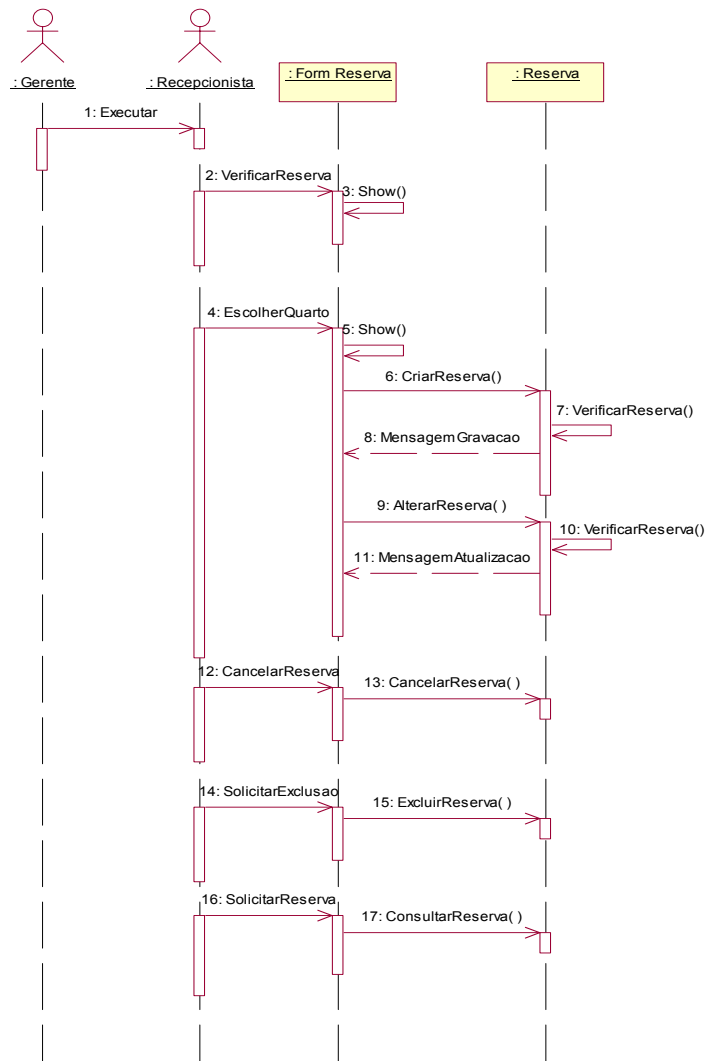 : Gerente
: Recepcionista
: Form Reserva
: Reserva
1: Executar
2: VerificarReserva
3: Show()
4: EscolherQuarto
5: Show()
6: CriarReserva()
7: VerificarReserva()
8: MensagemGravacao
9: AlterarReserva( )
10: VerificarReserva()
11: MensagemAtualizacao
12: CancelarReserva
13: CancelarReserva( )
14: SolicitarExclusao
15: ExcluirReserva( )
16: SolicitarReserva
17: ConsultarReserva( )